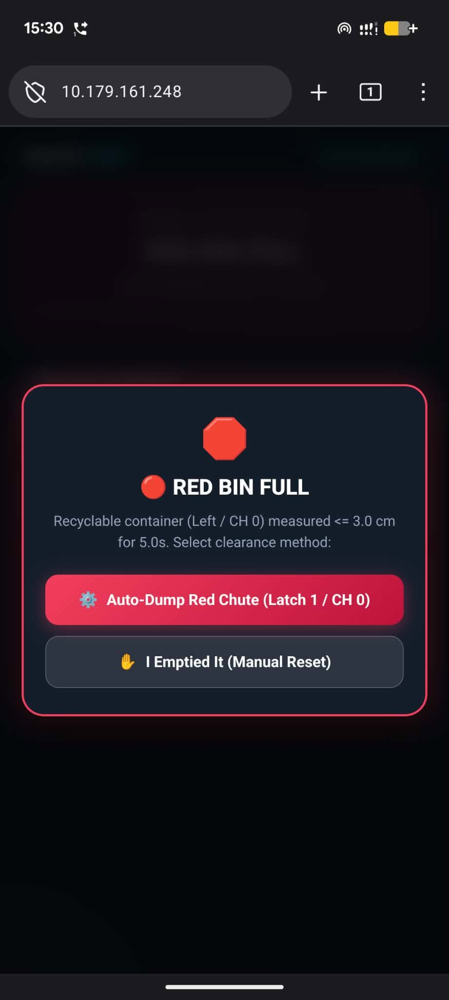 15:30
10.179.161.248
1
RED BIN FULL
Recyclable container (Left / CH 0) measured <= 3.0 cm
for 5.0s. Select clearance method:
Auto-Dump Red Chute (Latch 1 / CH 0)
I Emptied It (Manual Reset)